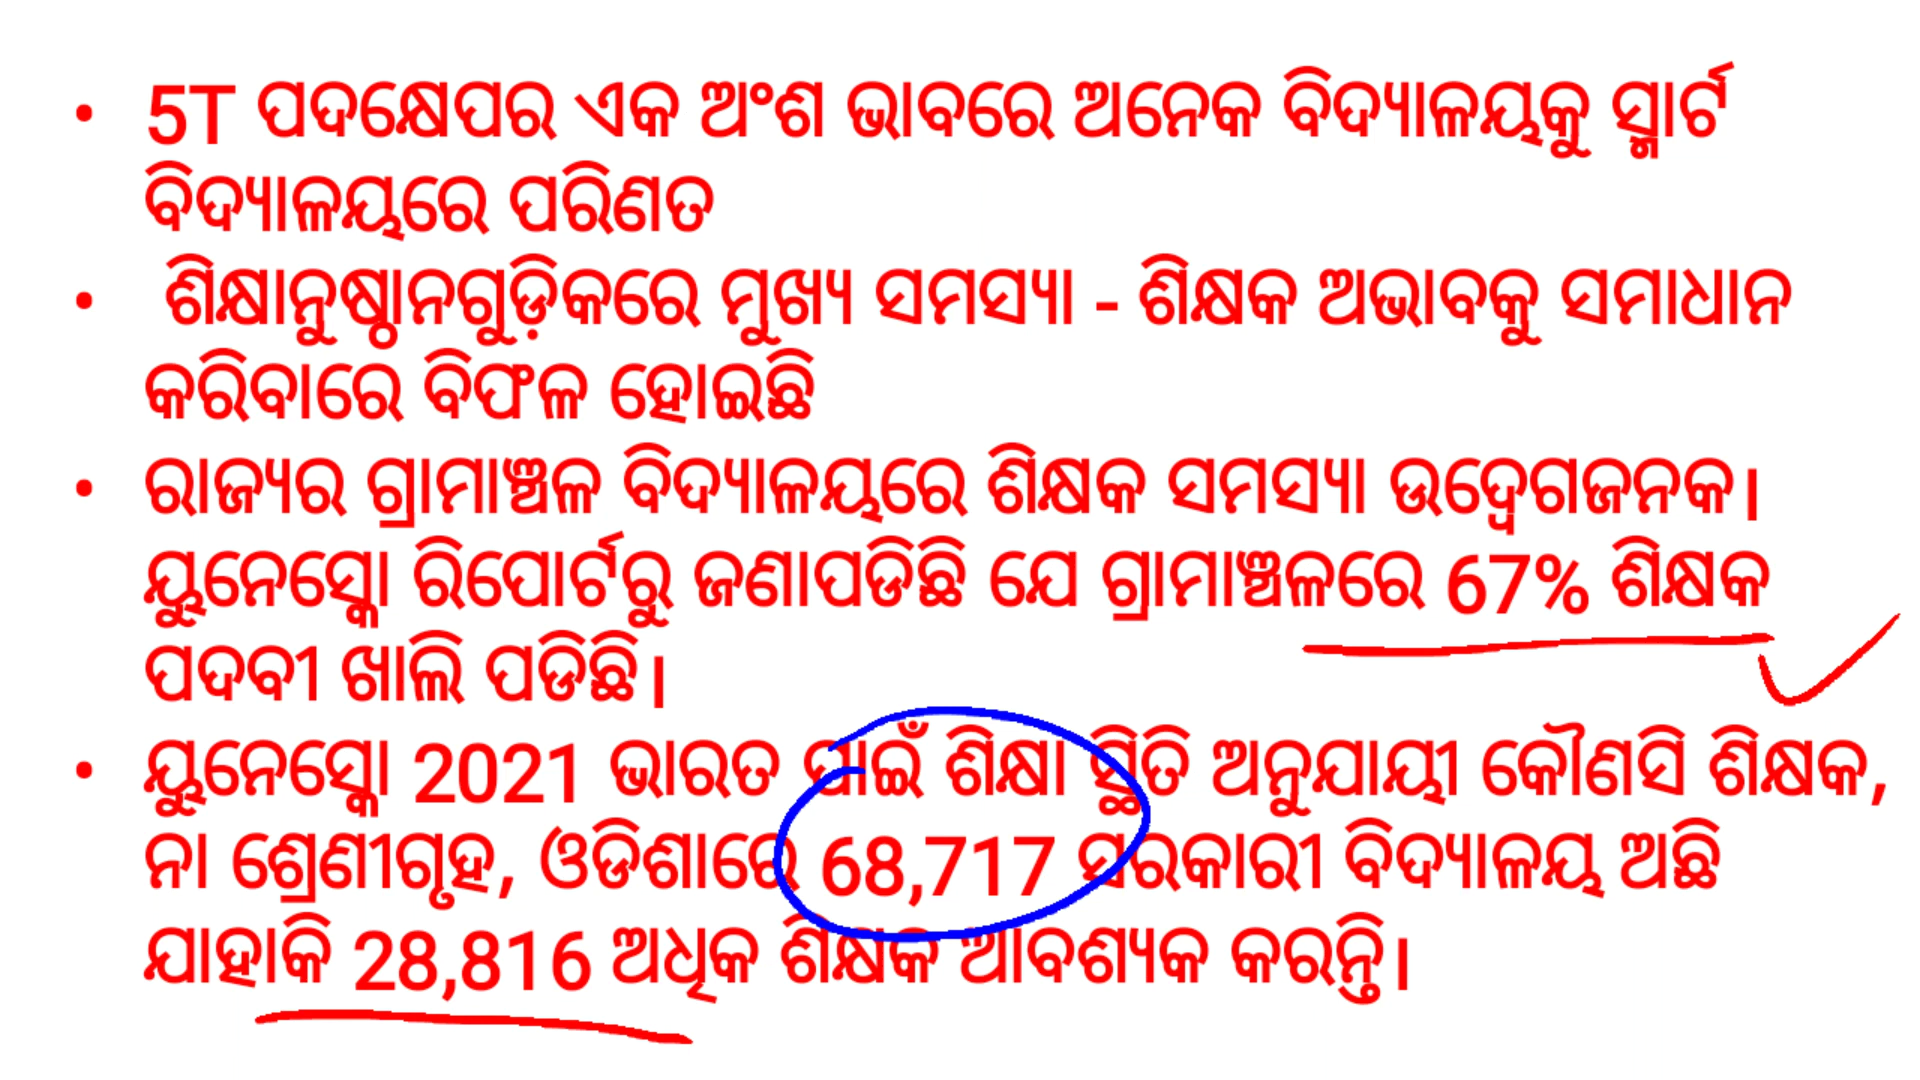 • 5T ପଦକ୍ଷେପର ଏକ ଅଂଶ ଭାବରେ ଅନେକ ବିଦ୍ୟାଳୟକୁ ସ୍ମାର୍ଟ
ବିଦ୍ୟାଳୟରେ ପରିଣତ
• ଶିକ୍ଷାନୁଷ୍ଠାନଗୁଡ଼ିକରେ ମୁଖ୍ୟ ସମସ୍ୟା - ଶିକ୍ଷକ ଅଭାବକୁ ସମାଧାନ
କରିବାରେ ବିଫଳ ହୋଇଛି
• ରାଜ୍ୟର ଗ୍ରାମାଞ୍ଚଳ ବିଦ୍ୟାଳୟରେ ଶିକ୍ଷକ ସମସ୍ୟା ଉଦ୍ବେଗଜନକ।
ୟୁନେସ୍କୋ ରିପୋର୍ଟରୁ ଜଣାପଡିଛି ଯେ ଗ୍ରାମାଞ୍ଚଳରେ 67% ଶିକ୍ଷକ
ପଦବୀ ଖାଲି ପଡିଛି।
• ୟୁନେସ୍କୋ 2021 ଭାରତ ପାଇଁ ଶିକ୍ଷା ସ୍ଥିତି ଅନୁଯାୟୀ କୌଣସି ଶିକ୍ଷକ,
ନା ଶ୍ରେଣୀଗୃହ, ଓଡିଶାରେ 68,717 ସରକାରୀ ବିଦ୍ୟାଳୟ ଅଛି
ଯାହାକି 28,816 ଅଧିକ ଶିକ୍ଷକ ଆବଶ୍ୟକ କରନ୍ତି।